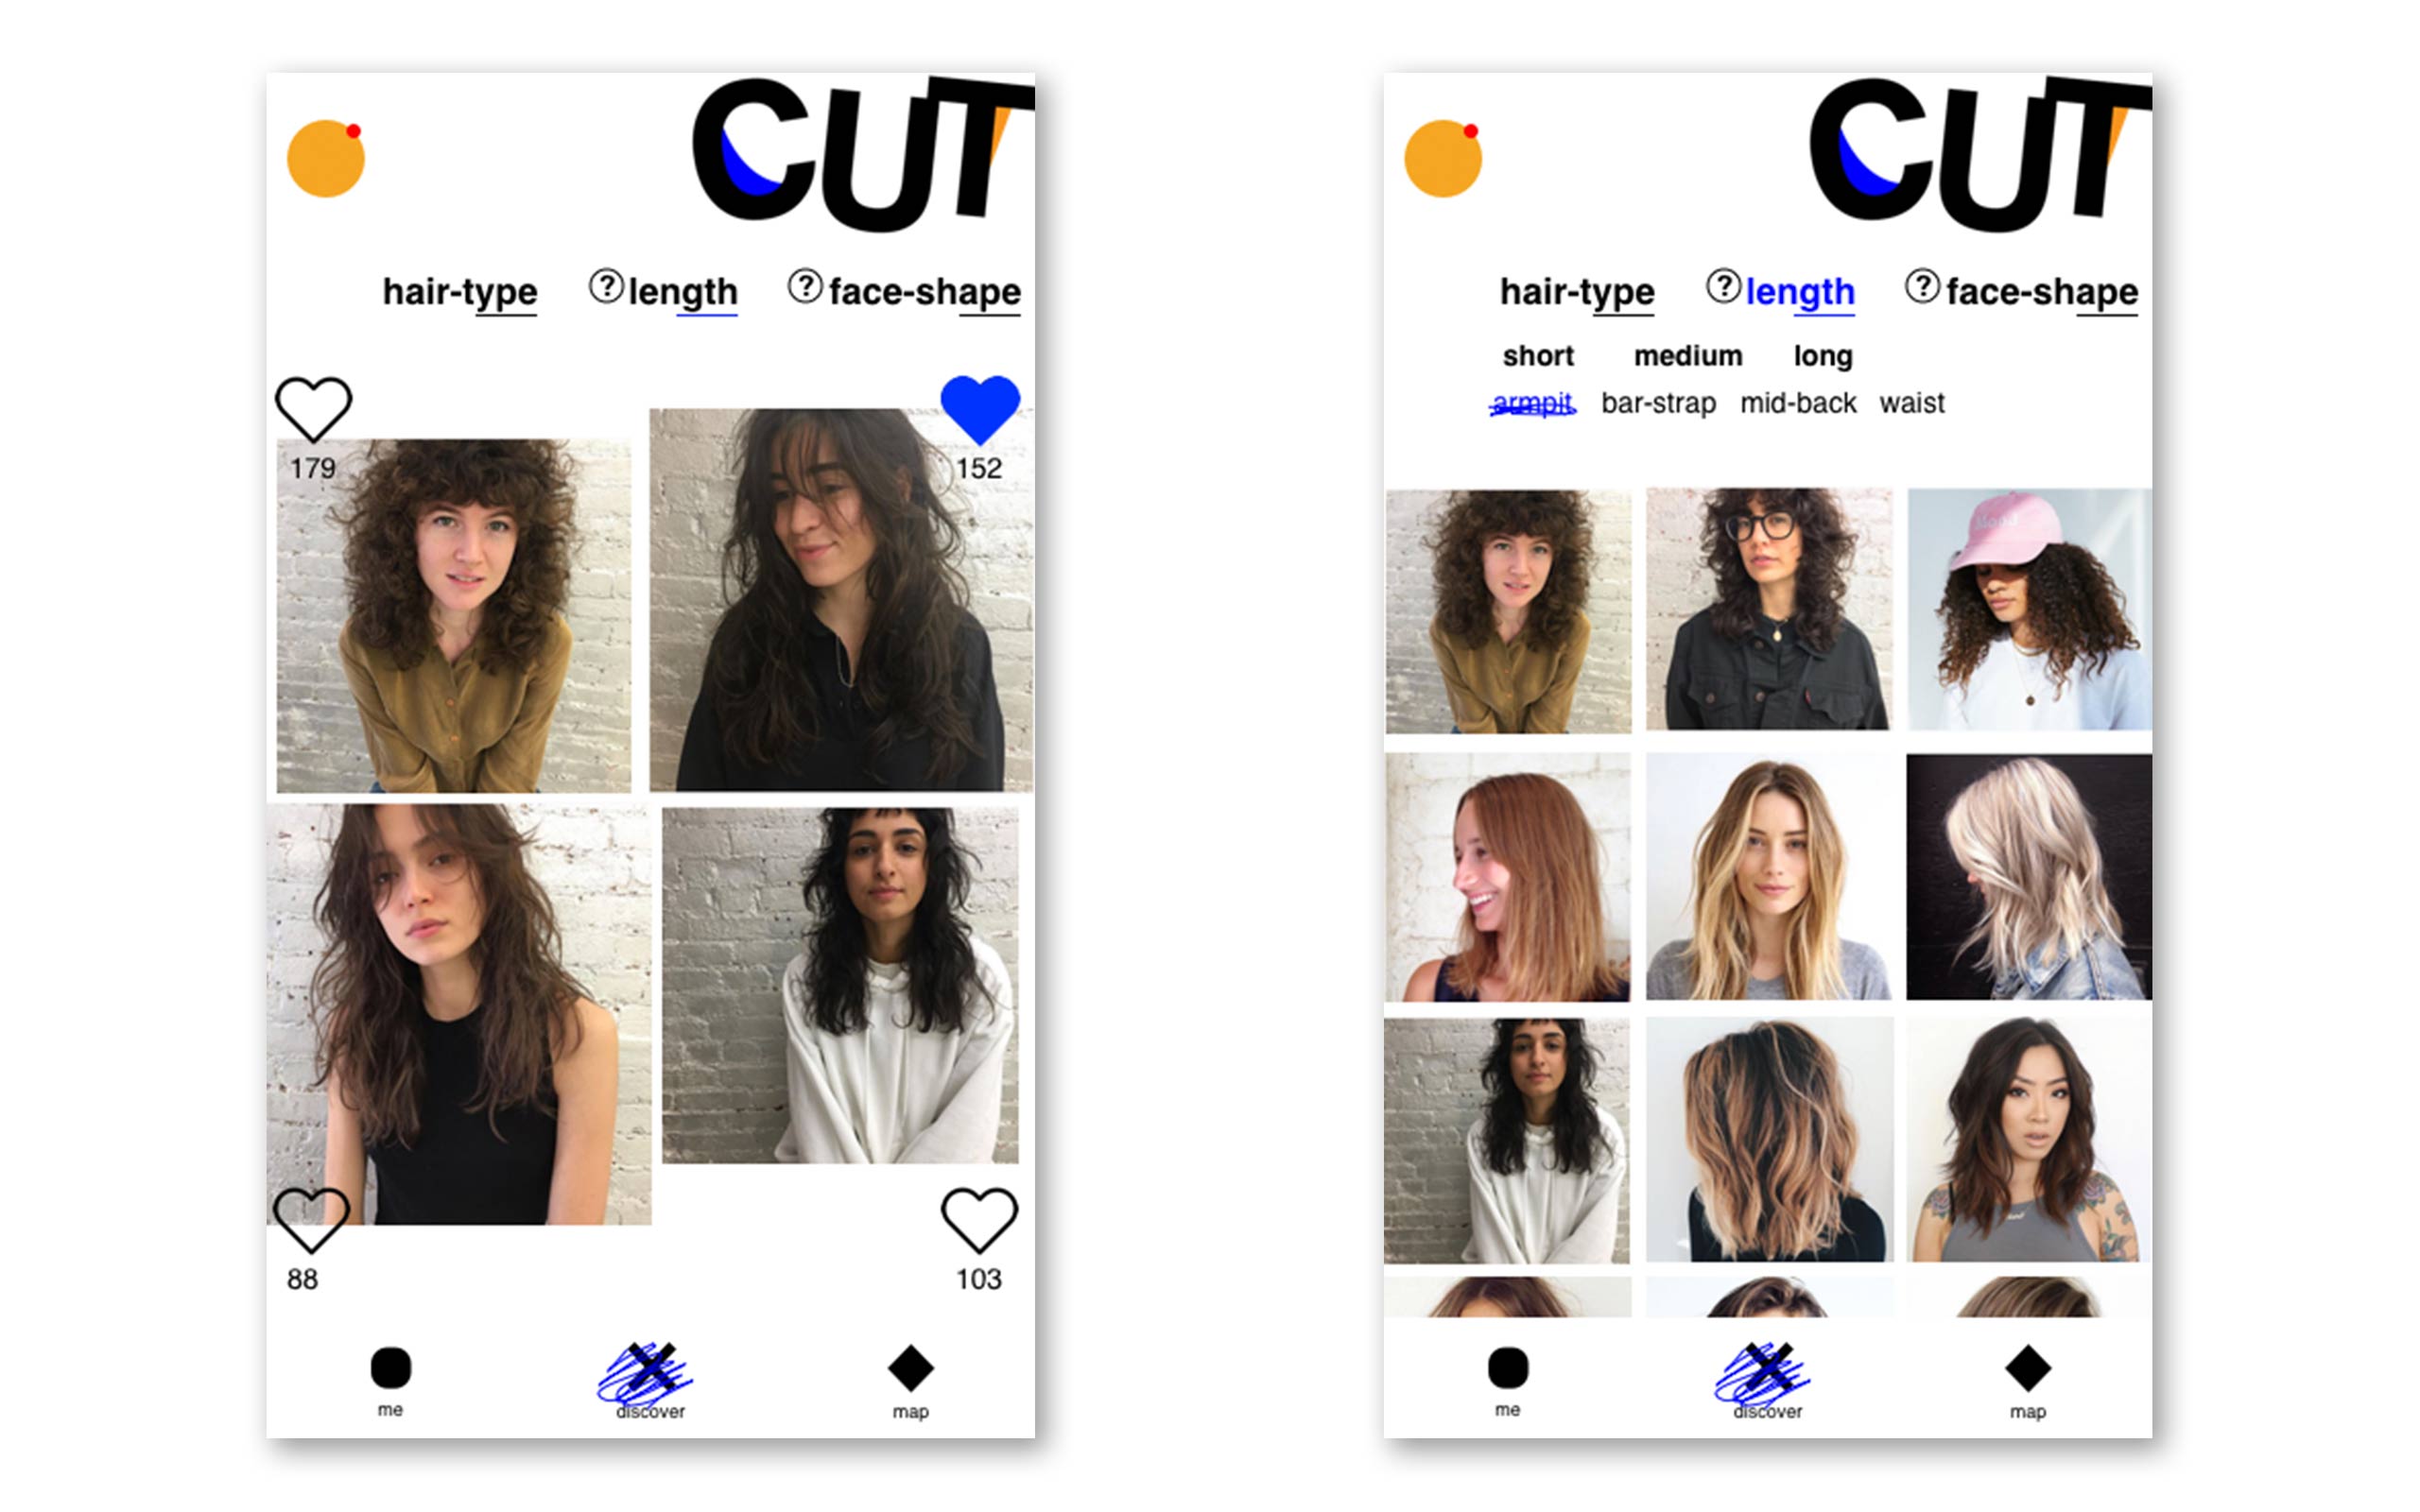 CUT
hair-type ? length ? face-shape
179
152
88
103
me
discover
map
CUT
hair-type ? length ? face-shape
short medium long
armpit bar-strap mid-back waist
Mood
me
discover
map